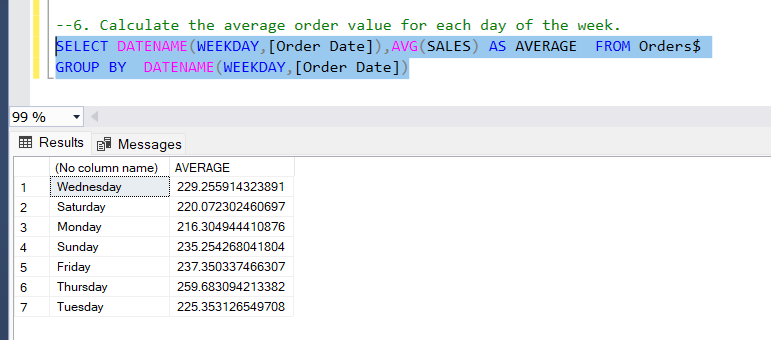 --6. Calculate the average order value for each day of the week.
SELECT DATENAME(WEEKDAY,[Order Date]),AVG(SALES) AS AVERAGE  FROM Orders$
GROUP BY  DATENAME(WEEKDAY,[Order Date])
99 %
Results Messages
(No column name) AVERAGE
1 Wednesday 229.255914323891
2 Saturday 220.072302460697
3 Monday 216.304944410876
4 Sunday 235.254268041804
5 Friday 237.350337466307
6 Thursday 259.683094213382
7 Tuesday 225.353126549708